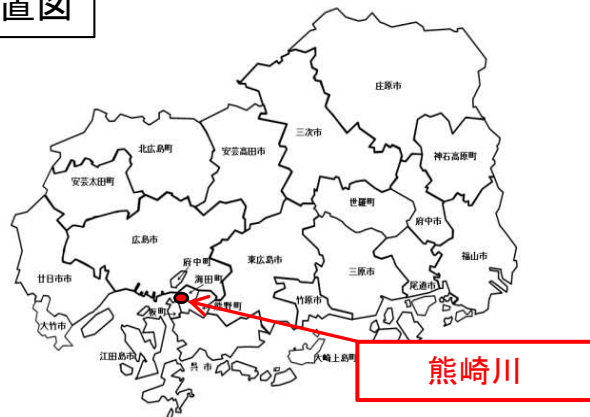 置図
庄原市
三次市
北広島町
安芸高田市
神石高原町
安芸太田町
世羅町
府中市
広島市
府中町
東広島市
三原市
福山市
海田町
廿日市市
尾道市
竹原市
熊野町
坂町
大竹市
江田島市
呉市
大崎上島町
熊崎川